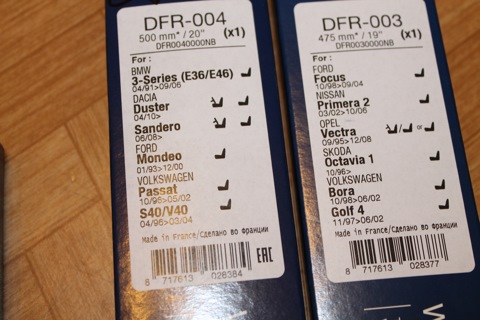 DFR-004
500 mm* / 20" (x1)
DFR0040000NB
For :
BMW
3-Series (E36/E46)
04/91>09/06
DACIA
Duster
04/10>
Sandero
06/08>
FORD
Mondeo
01/93>12/00
VOLKSWAGEN
Passat
10/96>05/02
S40/V40
04/96>03/04
Made in France/Сделано во франции
8 717613 028384
EAC
DFR-003
475 mm* / 19" (x1)
DFR0030000NB
For :
FORD
Focus
10/98>09/04
NISSAN
Primera 2
03/02>10/06
OPEL
Vectra / or
09/95>12/08
SKODA
Octavia 1
10/96>
VOLKSWAGEN
Bora
10/98>06/02
Golf 4
11/97>06/02
Made in France/Сделано во франции
8 717613 028377